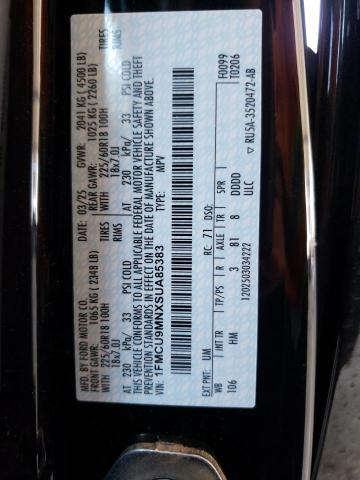 MFD. BY FORD MOTOR CO.
03/25 GVWR: 2041 KG ( 4500 LB)
FRONT GAWR: 1065 KG ( 2348 LB) REAR GAWR: 1025 KG ( 2260 LB)
WITH TIRES
225/60R18 100H 225/60R18 100H
18x7.0J RIMS 18x7.0J RIMS
AT 230 kPa/ 33 PSI COLD AT 230 kPa/ 33 PSI COLD
THIS VEHICLE CONFORMS TO ALL APPLICABLE FEDERAL MOTOR VEHICLE SAFETY AND THEFT
PREVENTION STANDARDS IN EFFECT ON THE DATE OF MANUFACTURE SHOWN ABOVE.
VIN: 1FMCU9MNXSUA85383
TYPE: MPV
F0099
T0206
EXT PNT: UM RC: 71 DSO:
WB MT TR TP/PS R AXLE TR SPR
106 HM 3 81 8 DDDD
ULC
1202503034222 ▽ RU5A-3520472-AB